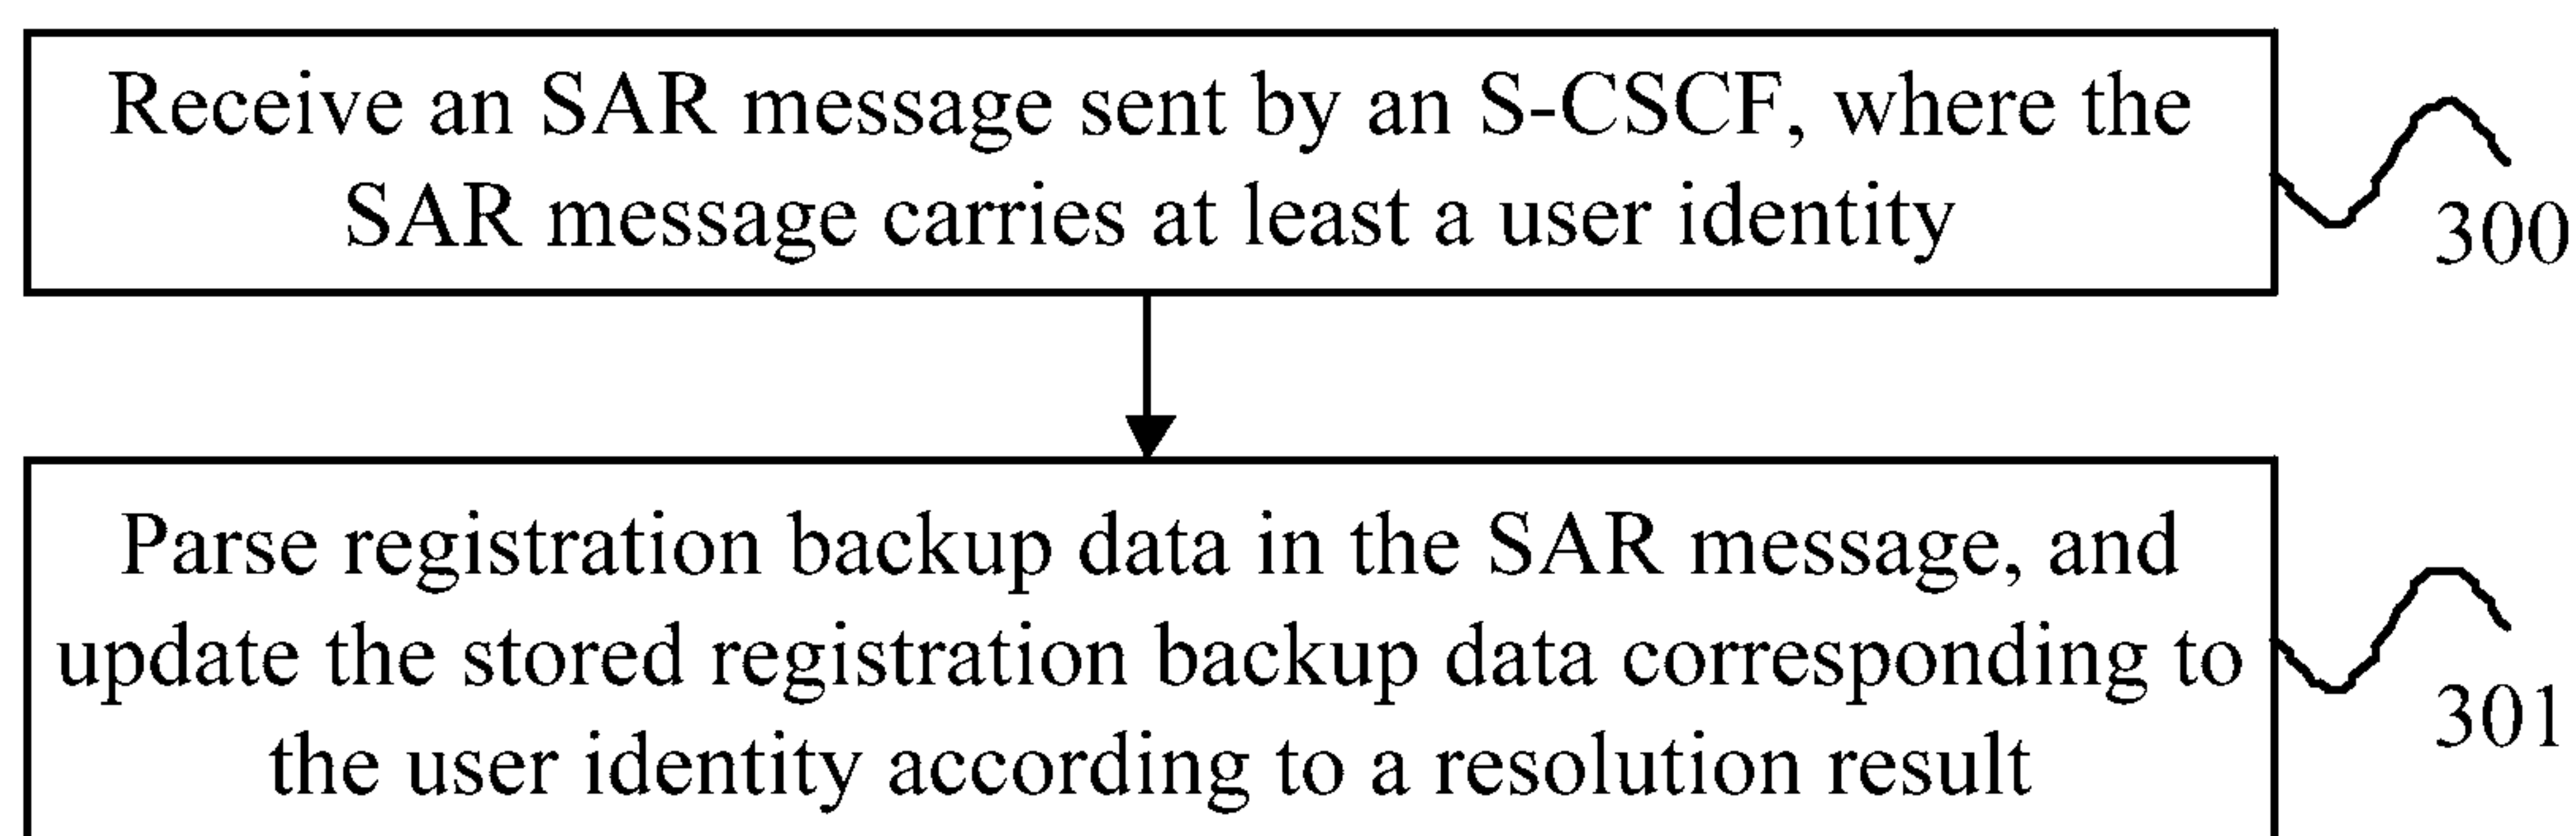 Receive an SAR message sent by an S-CSCF, where the
SAR message carries at least a user identity
300
Parse registration backup data in the SAR message, and
update the stored registration backup data corresponding to
the user identity according to a resolution result
301